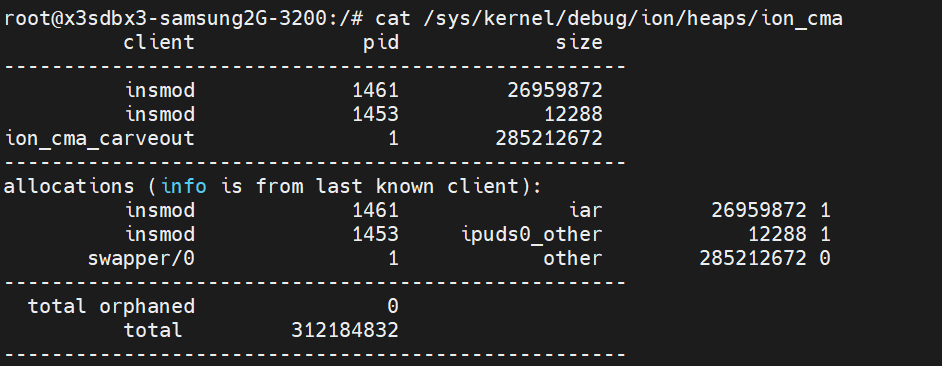 root@x3sdbx3-samsung2G-3200:/# cat /sys/kernel/debug/ion/heaps/ion_cma
client pid size
----------------------------------------------------
insmod 1461 26959872
insmod 1453 12288
ion_cma_carveout 1 285212672
----------------------------------------------------
allocations (info is from last known client):
insmod 1461 iar 26959872 1
insmod 1453 ipuds0_other 12288 1
swapper/0 1 other 285212672 0
----------------------------------------------------
total orphaned 0
total 312184832
----------------------------------------------------